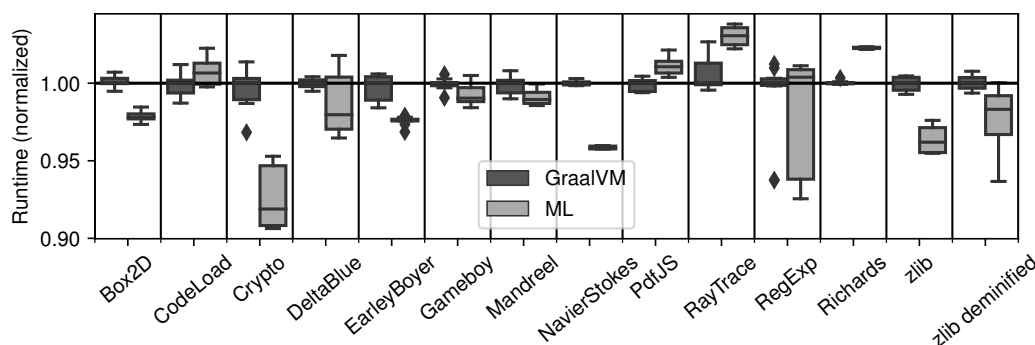 Runtime (normalized)
1.00
0.95
0.90
GraalVM
ML
Box2D
CodeLoad
Crypto
DeltaBlue
EarleyBoyer
Gameboy
Mandreel
NavierStokes
PdfJS
RayTrace
RegExp
Richards
zlib
zlib deminified